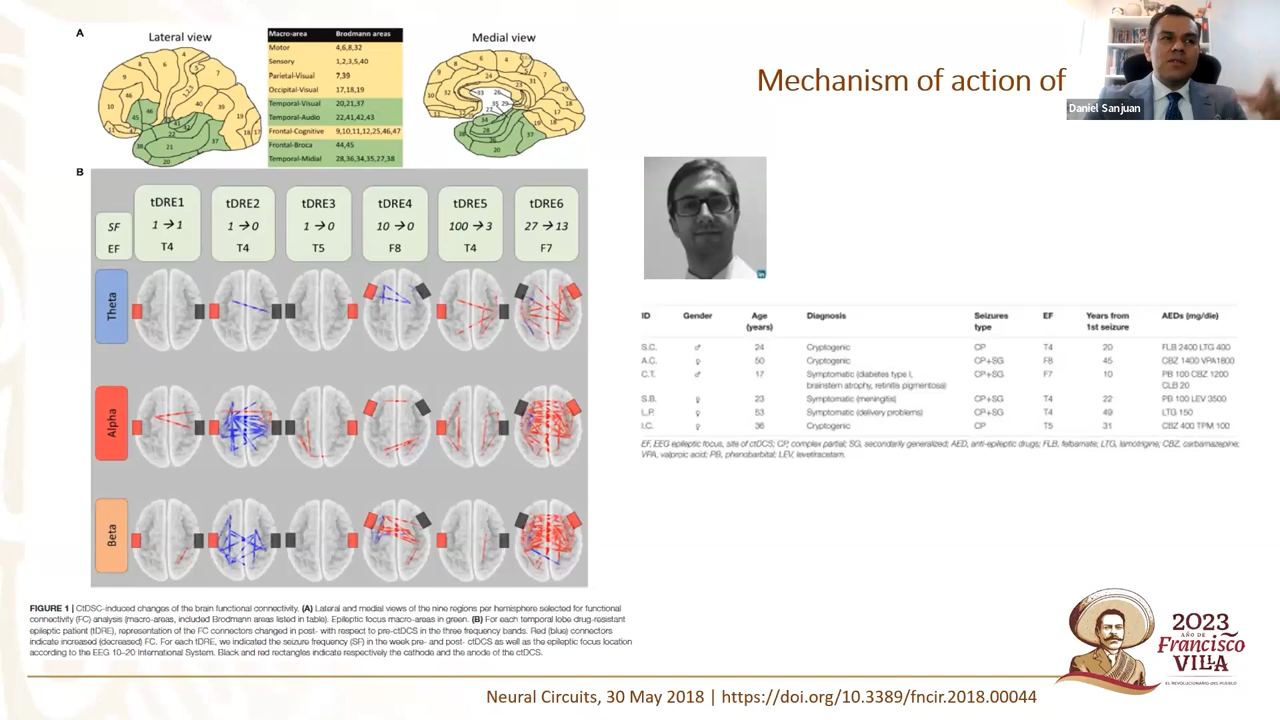 Mechanism of action of
Daniel Sanjuan
A
Lateral view
Medial view
Macro-area Brodmann areas
Motor 4,6,8,32
Sensory 1,2,3,5,40
Parietal-Visual 7,39
Occipital-Visual 17,18,19
Temporal-Visual 20,21,37
Temporal-Audio 22,41,42,43
Frontal-Cognitive 9,10,11,12,25,46,47
Frontal-Broca 44,45
Temporal-Midial 28,36,34,35,27,38
B
SF
EF
tDRE1
1 → 1
T4
tDRE2
1 → 0
T4
tDRE3
1 → 0
T5
tDRE4
10 → 0
F8
tDRE5
100 → 3
T4
tDRE6
27 → 13
F7
Theta
Alpha
Beta
FIGURE 1 | CtDSC-induced changes of the brain functional connectivity. (A) Lateral and medial views of the nine regions per hemisphere selected for functional
connectivity (FC) analysis (macro-areas, included Brodmann areas listed in table). Epileptic focus macro-areas in green. (B) For each temporal lobe drug-resistant
epileptic patient (tDRE), representation of the FC connectors changed in post- with respect to pre-ctDCS in the three frequency bands. Red (blue) connectors
indicate increased (decreased) FC. For each tDRE, we indicated the seizure frequency (SF) in the week pre- and post- ctDCS as well as the epileptic focus location
according to the EEG 10–20 International System. Black and red rectangles indicate respectively the cathode and the anode of the ctDCS.
ID Gender Age (years) Diagnosis Seizures type EF Years from 1st seizure AEDs (mg/die)
S.C. ♂ 24 Cryptogenic CP T4 20 FLB 2400 LTG 400
A.C. ♀ 50 Cryptogenic CP+SG F8 45 CBZ 1400 VPA1800
C.T. ♂ 17 Symptomatic (diabetes type I, CP+SG F7 10 PB 100 CBZ 1200
brainstem atrophy, retinitis pigmentosa) CLB 20
S.B. ♀ 23 Symptomatic (meningitis) CP+SG T4 22 PB 100 LEV 3500
L.P. ♀ 53 Symptomatic (delivery problems) CP+SG T4 49 LTG 150
I.C. ♀ 36 Cryptogenic CP T5 31 CBZ 400 TPM 100
EF, EEG epileptic focus, site of ctDCS; CP, complex partial; SG, secondarily generalized; AED, anti-epileptic drugs; FLB, felbamate; LTG, lamotrigine; CBZ, carbamazepine;
VPA, valproic acid; PB, phenobarbital; LEV, levetiracetam.
2023
AÑO DE
Francisco
VILLA
EL REVOLUCIONARIO DEL PUEBLO
Neural Circuits, 30 May 2018 | https://doi.org/10.3389/fncir.2018.00044